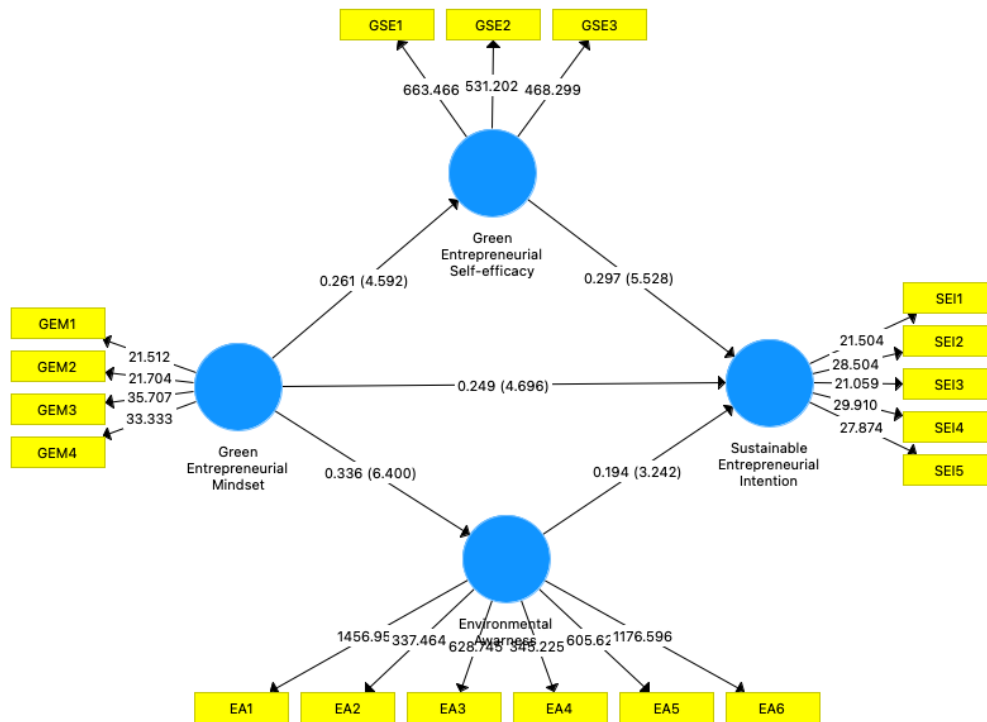 GSE1
GSE2
GSE3
663.466
531.202
468.299
Green
Entrepreneurial
Self-efficacy
0.261 (4.592)
0.297 (5.528)
GEM1
GEM2
GEM3
GEM4
21.512
21.704
35.707
33.333
Green
Entrepreneurial
Mindset
0.249 (4.696)
SEI1
SEI2
SEI3
SEI4
SEI5
21.504
28.504
21.059
29.910
27.874
Sustainable
Entrepreneurial
Intention
0.336 (6.400)
0.194 (3.242)
Environmental
Awarness
337.464
628.745
345.225
1176.596
EA1
EA2
EA3
EA4
EA5
EA6